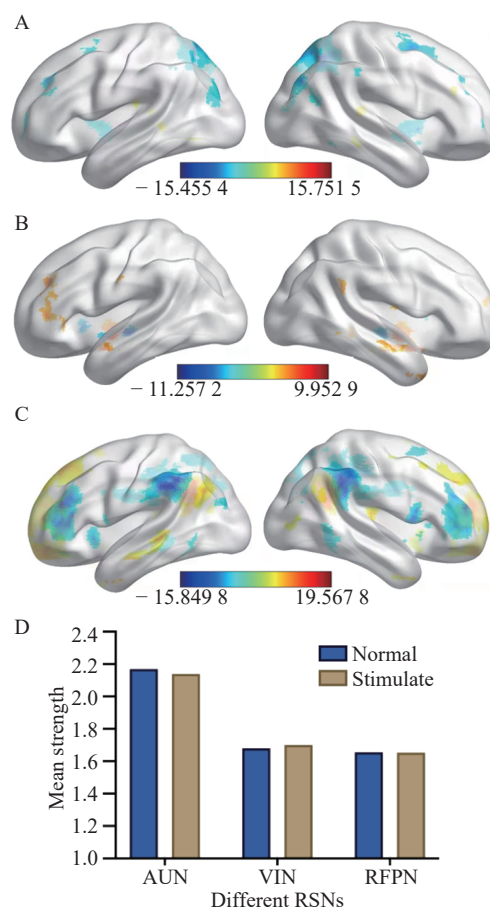 A
− 15.455 4 15.751 5
B
− 11.257 2 9.952 9
C
− 15.849 8 19.567 8
D
2.4
2.2
2.0
1.8
1.6
1.4
1.2
1.0
Mean strength
Normal
Stimulate
AUN VIN RFPN
Different RSNs